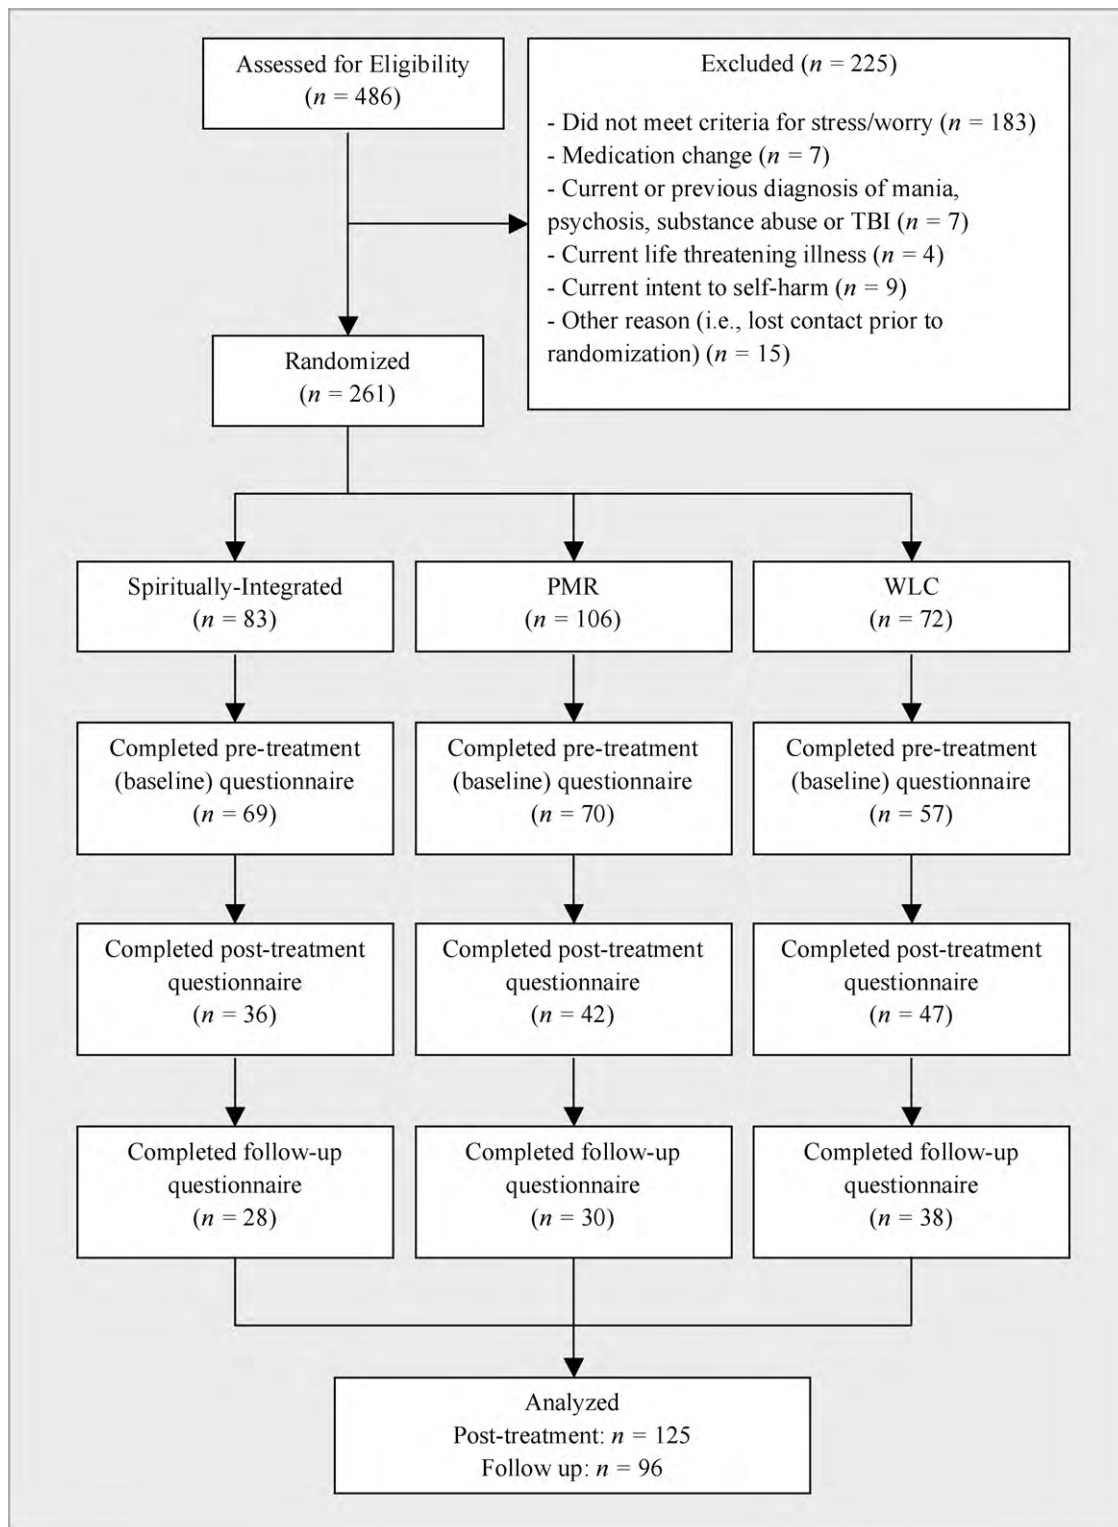 Assessed for Eligibility
(n = 486)
Excluded (n = 225)
- Did not meet criteria for stress/worry (n = 183)
- Medication change (n = 7)
- Current or previous diagnosis of mania,
psychosis, substance abuse or TBI (n = 7)
- Current life threatening illness (n = 4)
- Current intent to self-harm (n = 9)
- Other reason (i.e., lost contact prior to
randomization) (n = 15)
Randomized
(n = 261)
Spiritually-Integrated
(n = 83)
PMR
(n = 106)
WLC
(n = 72)
Completed pre-treatment
(baseline) questionnaire
(n = 69)
Completed pre-treatment
(baseline) questionnaire
(n = 70)
Completed pre-treatment
(baseline) questionnaire
(n = 57)
Completed post-treatment
questionnaire
(n = 36)
Completed post-treatment
questionnaire
(n = 42)
Completed post-treatment
questionnaire
(n = 47)
Completed follow-up
questionnaire
(n = 28)
Completed follow-up
questionnaire
(n = 30)
Completed follow-up
questionnaire
(n = 38)
Analyzed
Post-treatment: n = 125
Follow up: n = 96